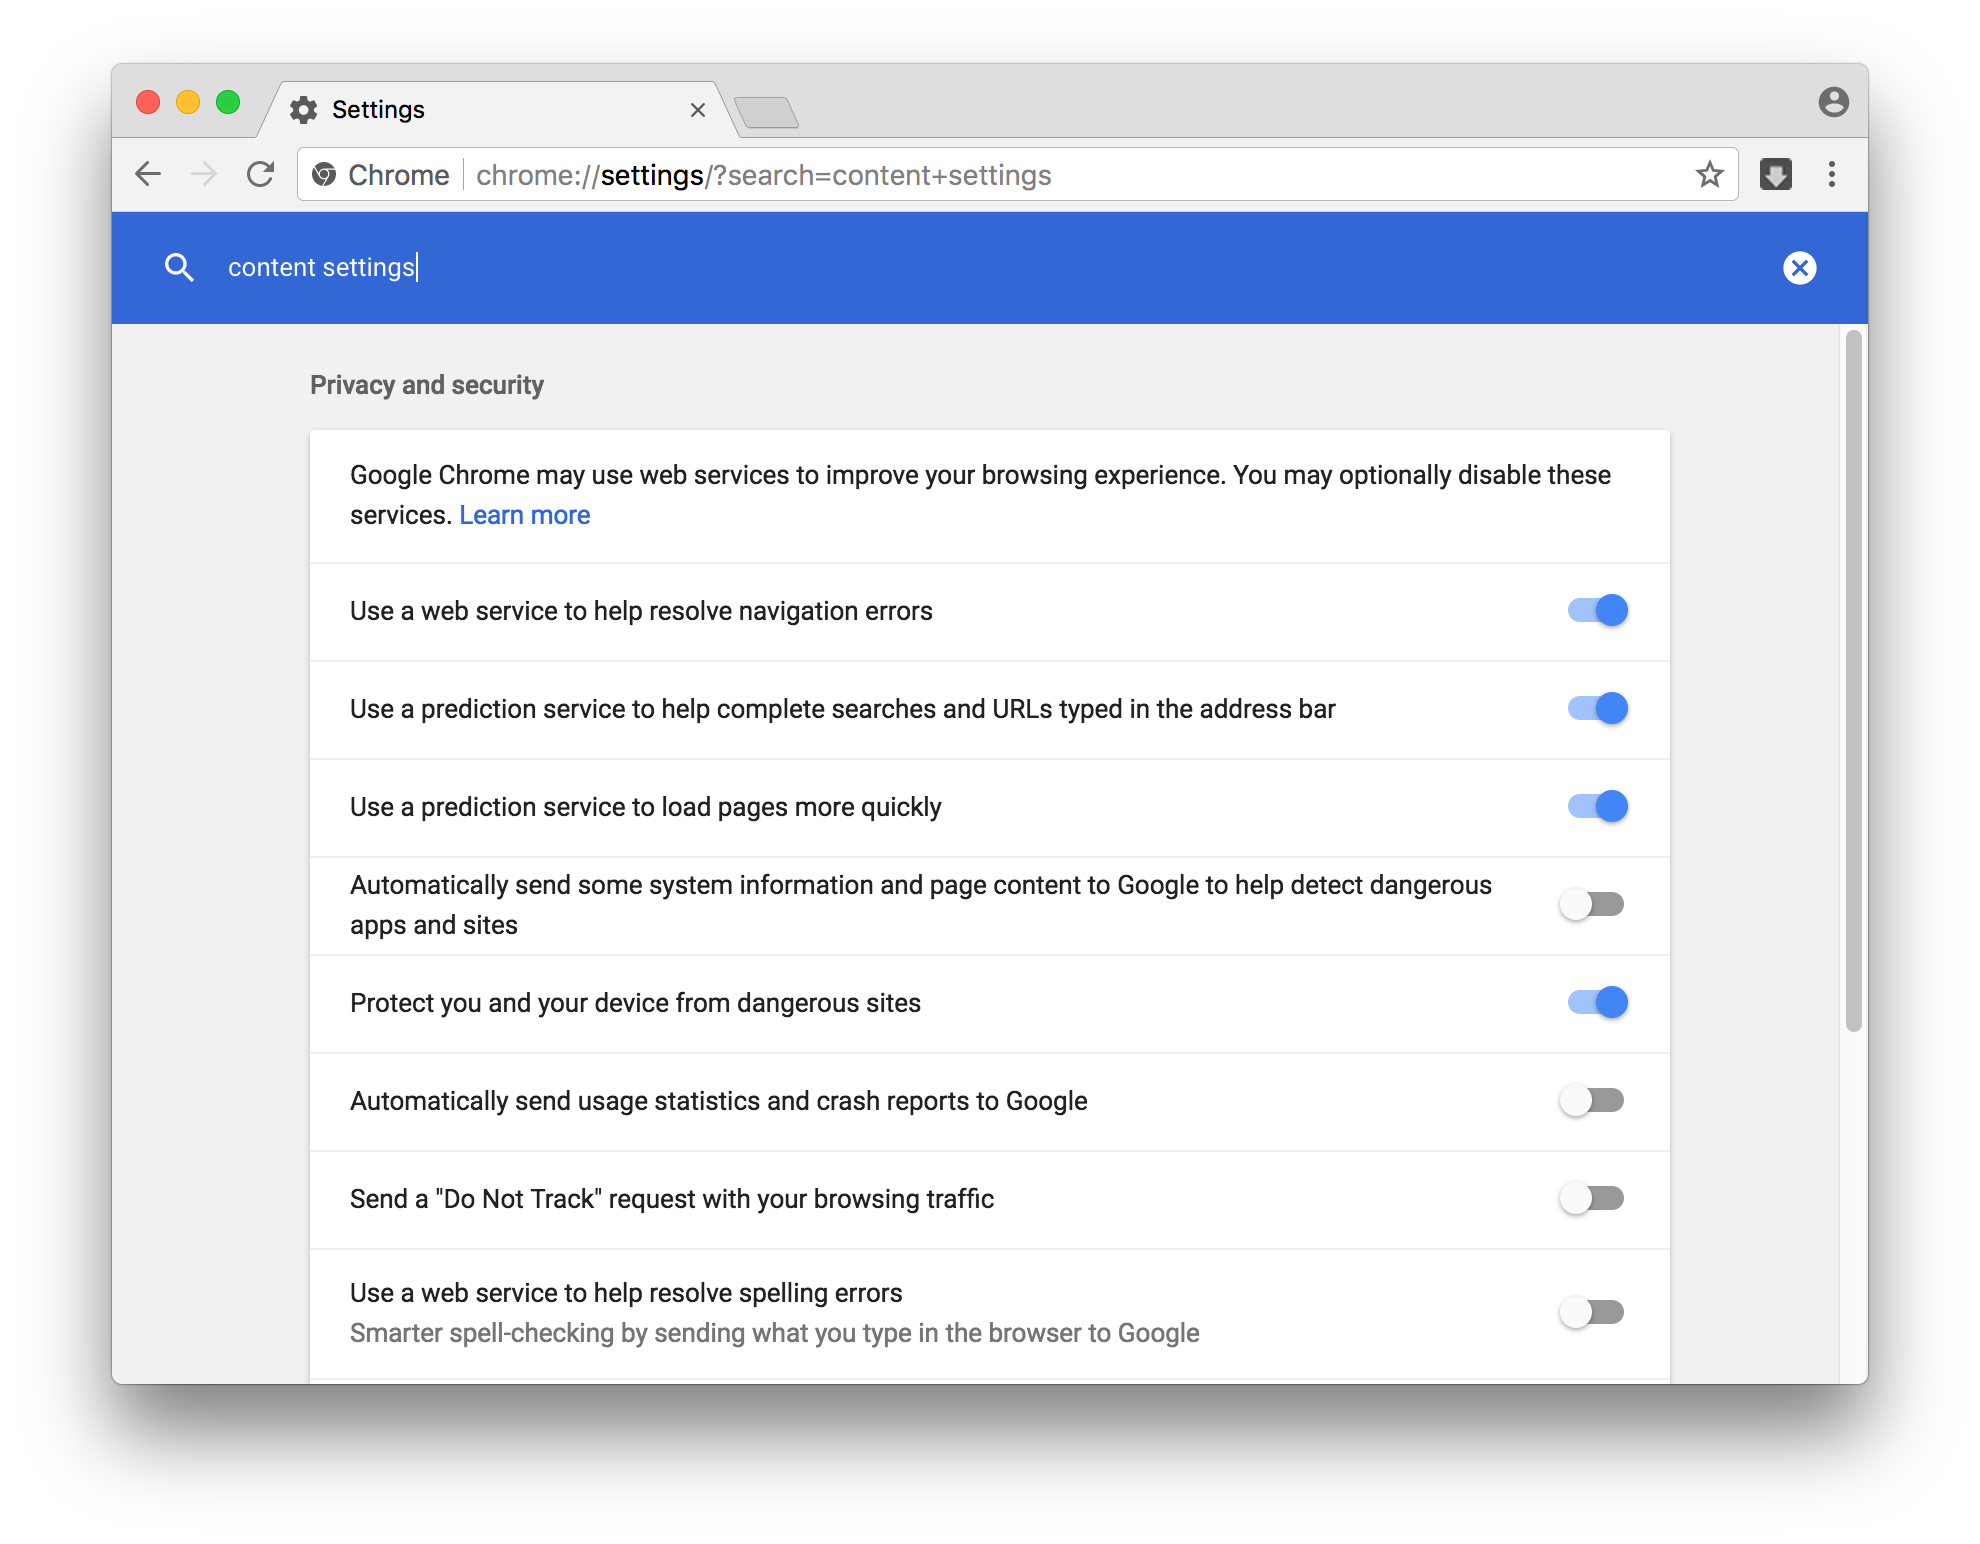 Settings
Chrome chrome://settings/?search=content+settings
content settings
Privacy and security
Google Chrome may use web services to improve your browsing experience. You may optionally disable these
services. Learn more
Use a web service to help resolve navigation errors
Use a prediction service to help complete searches and URLs typed in the address bar
Use a prediction service to load pages more quickly
Automatically send some system information and page content to Google to help detect dangerous
apps and sites
Protect you and your device from dangerous sites
Automatically send usage statistics and crash reports to Google
Send a "Do Not Track" request with your browsing traffic
Use a web service to help resolve spelling errors
Smarter spell-checking by sending what you type in the browser to Google